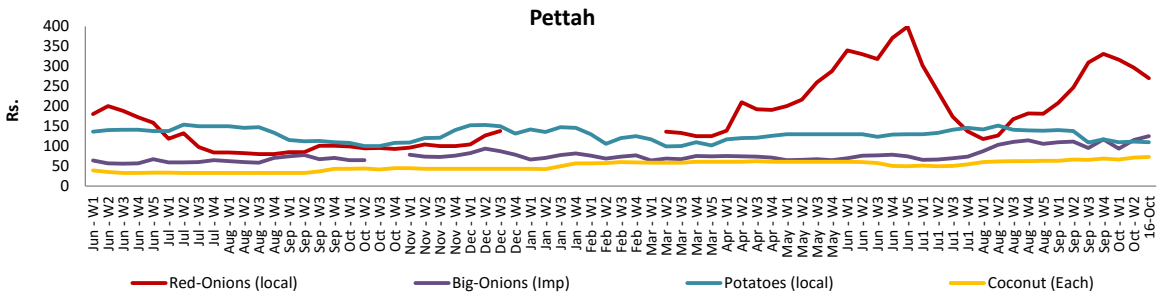 Pettah
Rs.
400
350
300
250
200
150
100
50
0
Jun - W1
Jun - W2
Jun - W3
Jun - W4
Jun - W5
Jul - W1
Jul - W2
Jul - W3
Jul - W4
Aug - W1
Aug - W2
Aug - W3
Aug - W4
Sep - W1
Sep - W2
Sep - W3
Sep - W4
Oct - W1
Oct - W2
Oct - W3
Oct - W4
Nov - W1
Nov - W2
Nov - W3
Nov - W4
Dec - W1
Dec - W2
Dec - W3
Dec - W4
Jan - W1
Jan - W2
Jan - W3
Jan - W4
Feb - W1
Feb - W2
Feb - W3
Feb - W4
Mar - W1
Mar - W2
Mar - W3
Mar - W4
Mar - W5
Apr - W1
Apr - W2
Apr - W3
Apr - W4
May - W1
May - W2
May - W3
May - W4
Jun - W1
Jun - W2
Jun - W3
Jun - W4
Jun - W5
Jul1 - W1
Jul1 - W2
Jul1 - W3
Jul1 - W4
Aug - W1
Aug - W2
Aug - W3
Aug - W4
Aug - W5
Sep - W1
Sep - W2
Sep - W3
Sep - W4
Oct - W1
Oct - W2
16-Oct
Red-Onions (local)
Big-Onions (Imp)
Potatoes (local)
Coconut (Each)